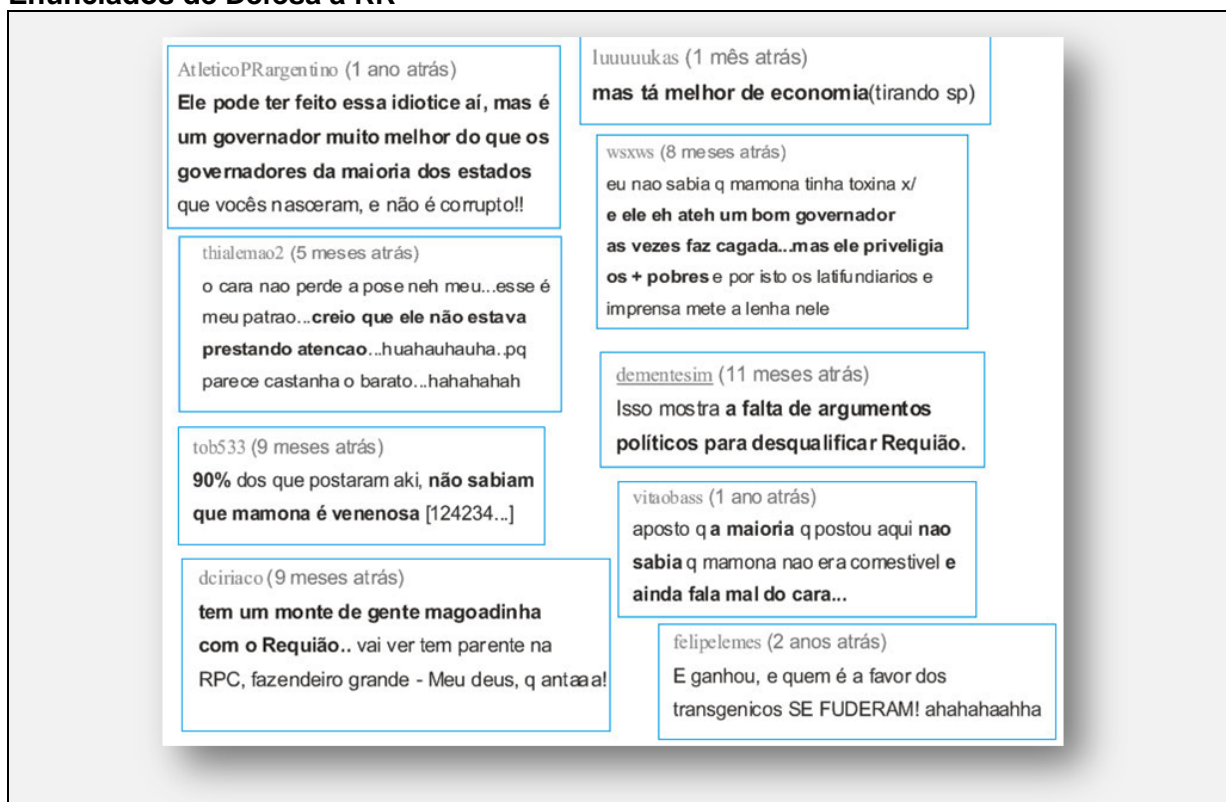 Enunciados de Defesa a RR
AtleticoPRargentino (1 ano atrás)
Ele pode ter feito essa idiotice aí, mas é
um governador muito melhor do que os
governadores da maioria dos estados
que vocês nasceram, e não é corrupto!!
thialemao2 (5 meses atrás)
o cara nao perde a pose neh meu...esse é
meu patrao...creio que ele não estava
prestando atencao...huahauhauha..pq
parece castanha o barato...hahahahah
tob533 (9 meses atrás)
90% dos que postaram aki, não sabiam
que mamona é venenosa [124234...]
dciriaco (9 meses atrás)
tem um monte de gente magoadinha
com o Requião.. vai ver tem parente na
RPC, fazendeiro grande - Meu deus, q antaaa!
luuuuukas (1 mês atrás)
mas tá melhor de economia(tirando sp)
wsxws (8 meses atrás)
eu nao sabia q mamona tinha toxina x/
e ele eh ateh um bom governador
as vezes faz cagada...mas ele priveligia
os + pobres e por isto os latifundiarios e
imprensa mete a lenha nele
dementesim (11 meses atrás)
Isso mostra a falta de argumentos
políticos para desqualificar Requião.
vitaobass (1 ano atrás)
aposto q a maioria q postou aqui nao
sabia q mamona nao era comestivel e
ainda fala mal do cara...
felipelemes (2 anos atrás)
E ganhou, e quem é a favor dos
transgenicos SE FUDERAM! ahahahaahha